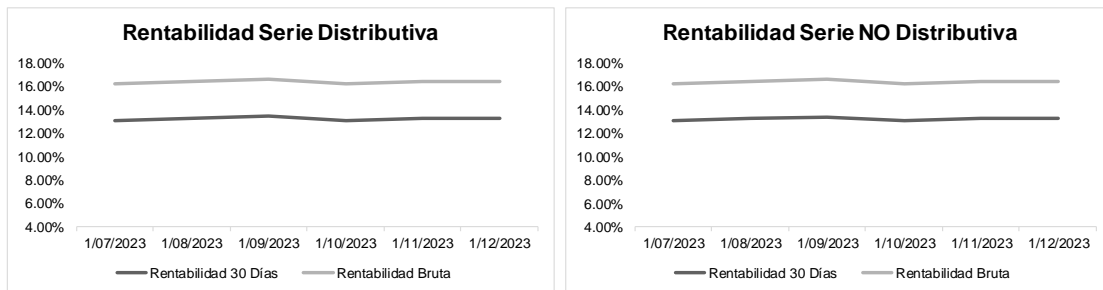 Rentabilidad Serie Distributiva
18.00%
16.00%
14.00%
12.00%
10.00%
8.00%
6.00%
4.00%
1/07/2023 1/08/2023 1/09/2023 1/10/2023 1/11/2023 1/12/2023
Rentabilidad 30 Días Rentabilidad Bruta
Rentabilidad Serie NO Distributiva
18.00%
16.00%
14.00%
12.00%
10.00%
8.00%
6.00%
4.00%
1/07/2023 1/08/2023 1/09/2023 1/10/2023 1/11/2023 1/12/2023
Rentabilidad 30 Días Rentabilidad Bruta